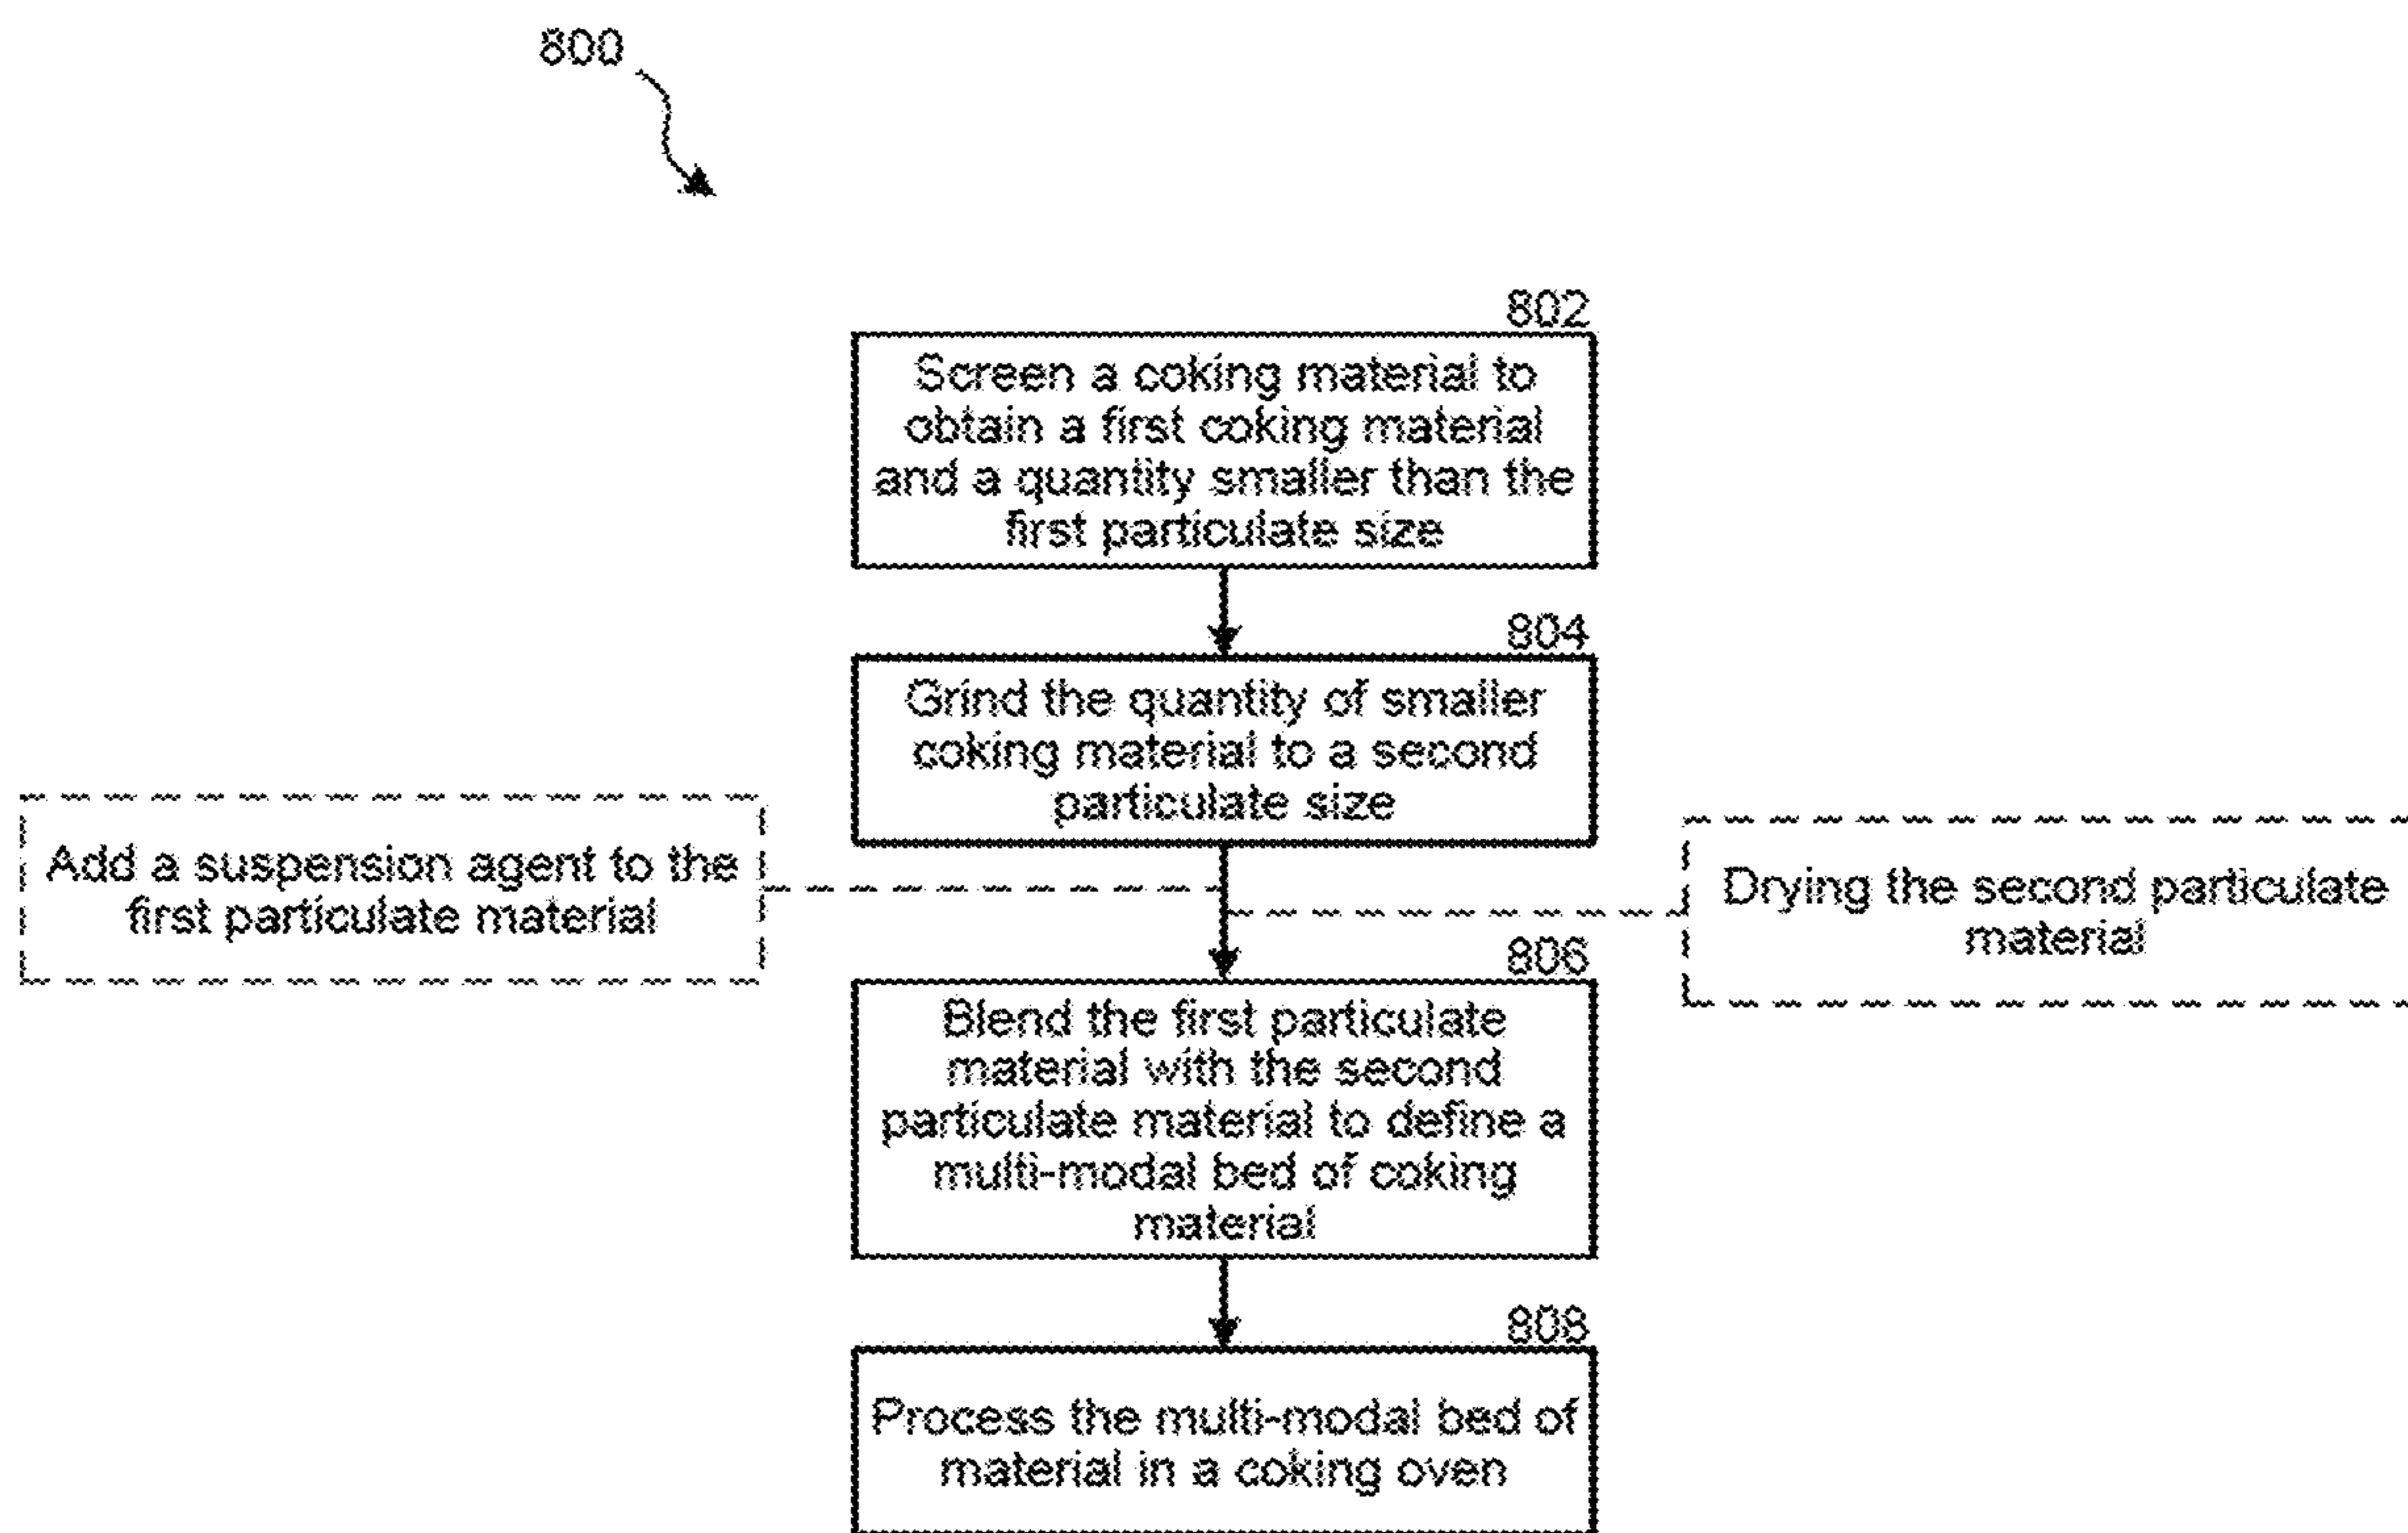 800
802
Screen a coking material to
obtain a first coking material
and a quantity smaller than the
first particulate size
804
Grind the quantity of smaller
coking material to a second
particulate size
Add a suspension agent to the
first particulate material
Drying the second particulate
material
806
Blend the first particulate
material with the second
particulate material to define a
multi-modal bed of coking
material
808
Process the multi-modal bed of
material in a coking oven